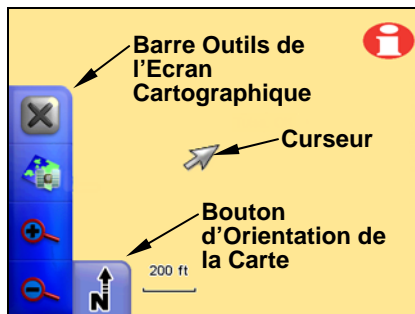 Barre Outils de
l'Ecran
Cartographique
i
Curseur
Bouton
d'Orientation de
la Carte
200 ft
N